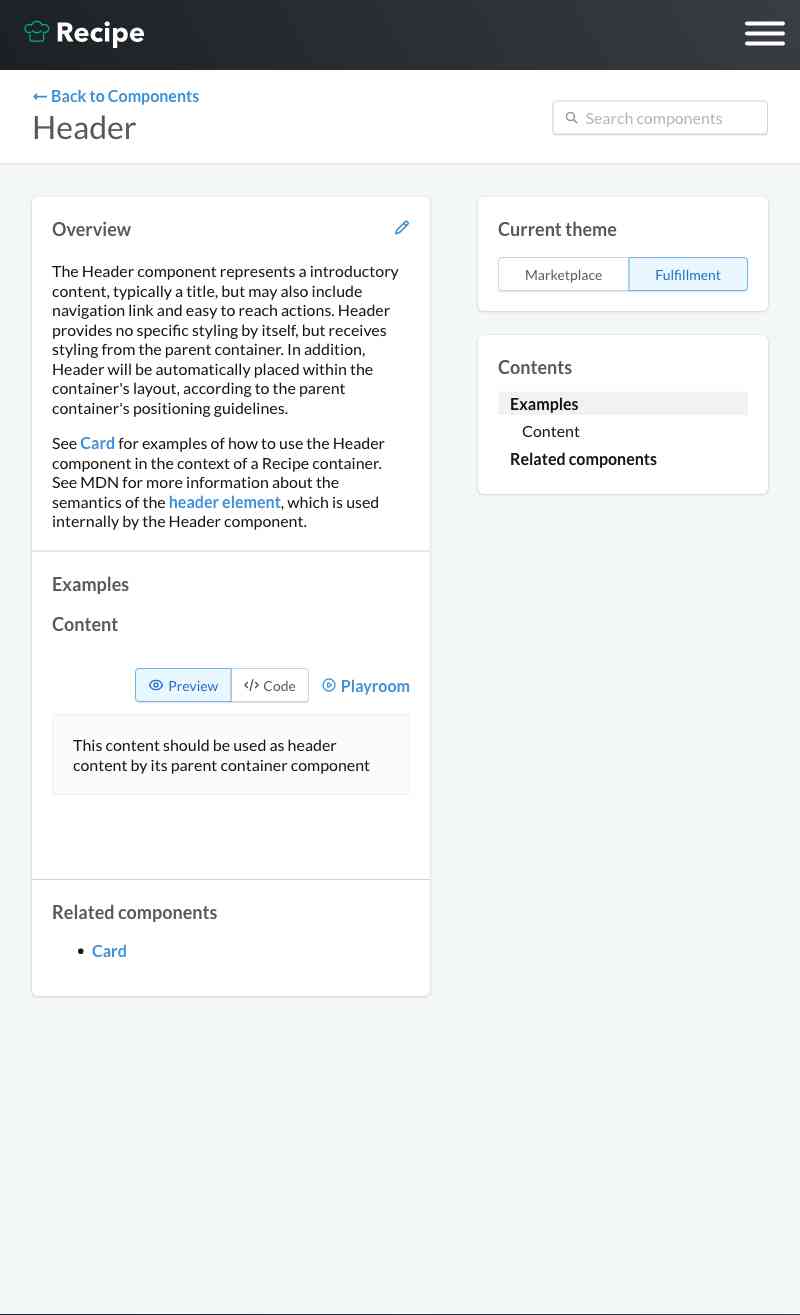 Recipe
← Back to Components
Header
Search components
Overview
The Header component represents a introductory
content, typically a title, but may also include
navigation link and easy to reach actions. Header
provides no specific styling by itself, but receives
styling from the parent container. In addition,
Header will be automatically placed within the
container's layout, according to the parent
container's positioning guidelines.
See Card for examples of how to use the Header
component in the context of a Recipe container.
See MDN for more information about the
semantics of the header element, which is used
internally by the Header component.
Examples
Content
Preview
</> Code
Playroom
This content should be used as header
content by its parent container component
Related components
• Card
Current theme
Marketplace
Fulfillment
Contents
Examples
Content
Related components